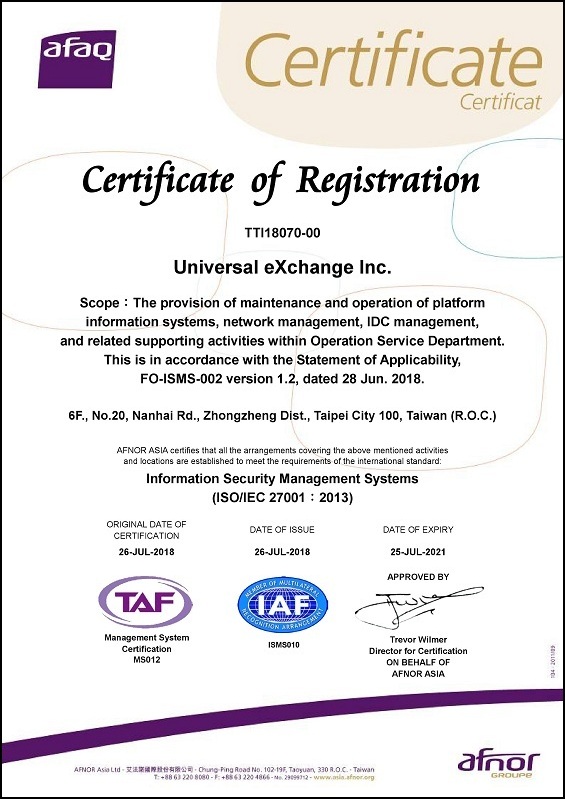 afaq
Certificate
Certificat
Certificate of Registration
TTI18070-00
Universal eXchange Inc.
Scope：The provision of maintenance and operation of platform
information systems, network management, IDC management,
and related supporting activities within Operation Service Department.
This is in accordance with the Statement of Applicability,
FO-ISMS-002 version 1.2, dated 28 Jun. 2018.
6F., No.20, Nanhai Rd., Zhongzheng Dist., Taipei City 100, Taiwan (R.O.C.)
AFNOR ASIA certifies that all the arrangements covering the above mentioned activities
and locations are established to meet the requirements of the international standard:
Information Security Management Systems
(ISO/IEC 27001：2013)
ORIGINAL DATE OF
CERTIFICATION
26-JUL-2018
DATE OF ISSUE
26-JUL-2018
DATE OF EXPIRY
25-JUL-2021
TAF
Management System
Certification
MS012
MEMBER OF MULTILATERAL
IAF
RECOGNITION ARRANGEMENT
ISMS010
APPROVED BY
Trevor Wilmer
Director for Certification
ON BEHALF OF
AFNOR ASIA
104 - 2011/09
AFNOR Asia Ltd - 艾法諾國際股份有限公司 - Chung-Ping Road No. 102-19F, Taoyuan, 330 R.O.C. - Taiwan
T: +88 63 220 8080 - F: +88 63 220 4866 - No. 29099712 - www.asia.afnor.org
afnor
GROUPE